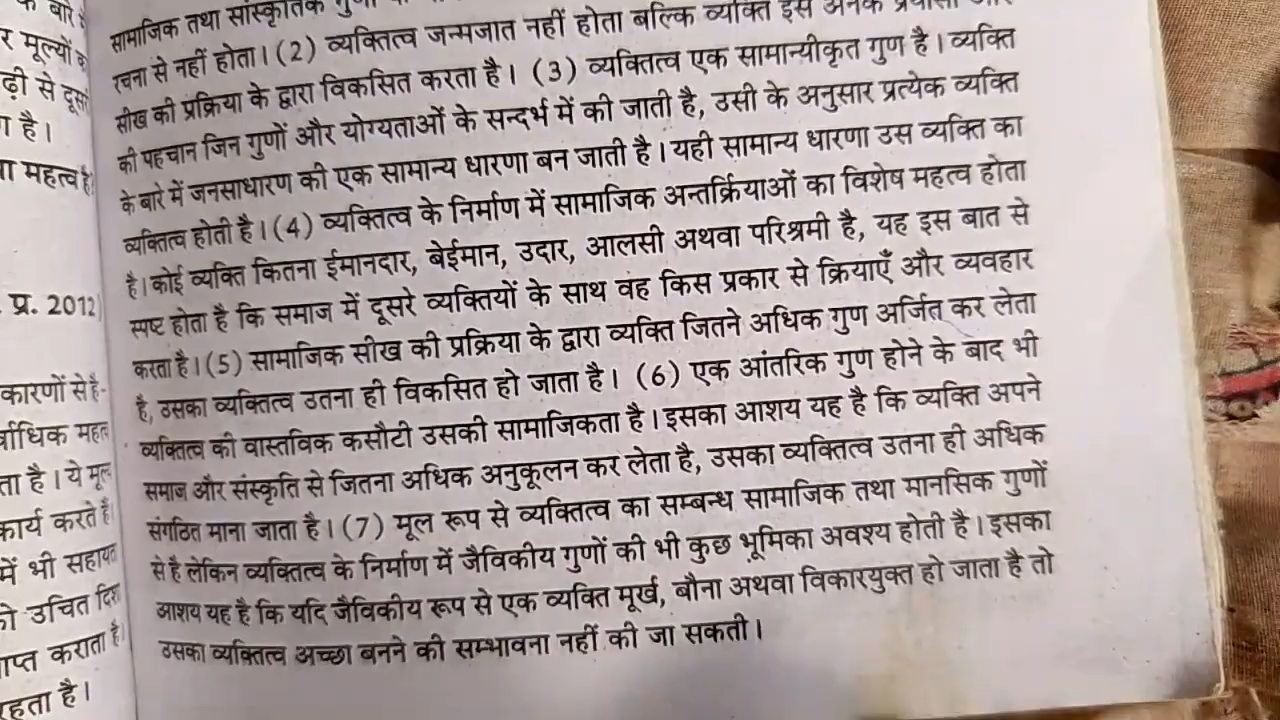 के बारे में
र मूल्यों क
ढ़ी से दूसर
ा है।
ा महत्व है।
प्र. 2012)
कारणों से है-
र्वाधिक महत
ता है। ये मूल
कार्य करते हैं।
में भी सहाय
ो उचित दिश
ाप्त कराता है।
रहता है।
सामाजिक तथा सांस्कृतिक गुणों
रचना से नहीं होता। (2) व्यक्तित्व जन्मजात नहीं होता बल्कि व्यक्ति इसे अनेक प्रयासों और
सीख की प्रक्रिया के द्वारा विकसित करता है। (3) व्यक्तित्व एक सामान्यीकृत गुण है। व्यक्ति
की पहचान जिन गुणों और योग्यताओं के सन्दर्भ में की जाती है, उसी के अनुसार प्रत्येक व्यक्ति
के बारे में जनसाधारण की एक सामान्य धारणा बन जाती है। यही सामान्य धारणा उस व्यक्ति का
व्यक्तित्व होती है। (4) व्यक्तित्व के निर्माण में सामाजिक अन्तर्क्रियाओं का विशेष महत्व होता
है। कोई व्यक्ति कितना ईमानदार, बेईमान, उदार, आलसी अथवा परिश्रमी है, यह इस बात से
स्पष्ट होता है कि समाज में दूसरे व्यक्तियों के साथ वह किस प्रकार से क्रियाएँ और व्यवहार
करता है। (5) सामाजिक सीख की प्रक्रिया के द्वारा व्यक्ति जितने अधिक गुण अर्जित कर लेता
है, उसका व्यक्तित्व उतना ही विकसित हो जाता है। (6) एक आंतरिक गुण होने के बाद भी
व्यक्तित्व की वास्तविक कसौटी उसकी सामाजिकता है। इसका आशय यह है कि व्यक्ति अपने
समाज और संस्कृति से जितना अधिक अनुकूलन कर लेता है, उसका व्यक्तित्व उतना ही अधिक
संगठित माना जाता है। (7) मूल रूप से व्यक्तित्व का सम्बन्ध सामाजिक तथा मानसिक गुणों
से है लेकिन व्यक्तित्व के निर्माण में जैविकीय गुणों की भी कुछ भूमिका अवश्य होती है। इसका
आशय यह है कि यदि जैविकीय रूप से एक व्यक्ति मूर्ख, बौना अथवा विकारयुक्त हो जाता है तो
उसका व्यक्तित्व अच्छा बनने की सम्भावना नहीं की जा सकती।